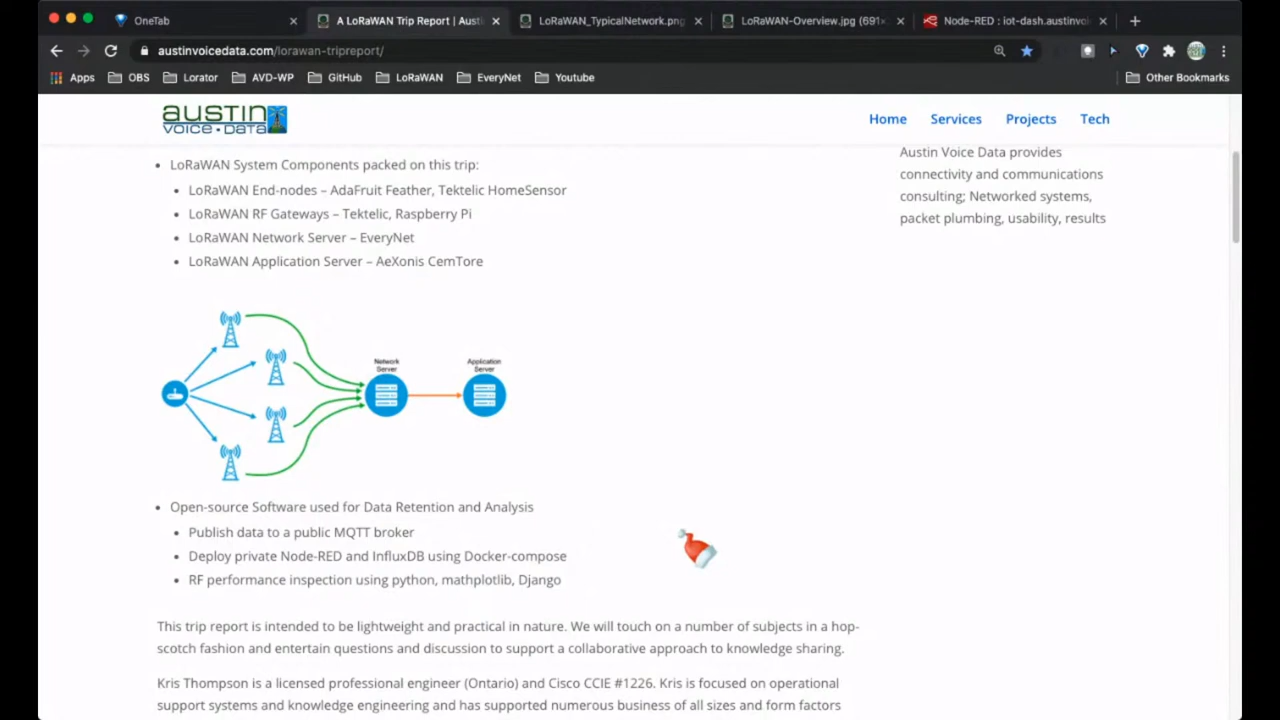 OneTab
A LoRaWAN Trip Report | Austi
LoRaWAN_TypicalNetwork.png
LoRaWAN-Overview.jpg (691×
Node-RED : iot-dash.austinvoi
austinvoicedata.com/lorawan-tripreport/
Apps
OBS
Lorator
AVD-WP
GitHub
LoRaWAN
EveryNet
Youtube
Other Bookmarks
AUSTIN
VOICE • DATA
Home
Services
Projects
Tech
• LoRaWAN System Components packed on this trip:
• LoRaWAN End-nodes – AdaFruit Feather, Tektelic HomeSensor
• LoRaWAN RF Gateways – Tektelic, Raspberry Pi
• LoRaWAN Network Server – EveryNet
• LoRaWAN Application Server – AeXonis CemTore
Austin Voice Data provides
connectivity and communications
consulting; Networked systems,
packet plumbing, usability, results
Network
Server
Application
Server
• Open-source Software used for Data Retention and Analysis
• Publish data to a public MQTT broker
• Deploy private Node-RED and InfluxDB using Docker-compose
• RF performance inspection using python, mathplotlib, Django
This trip report is intended to be lightweight and practical in nature. We will touch on a number of subjects in a hop-
scotch fashion and entertain questions and discussion to support a collaborative approach to knowledge sharing.
Kris Thompson is a licensed professional engineer (Ontario) and Cisco CCIE #1226. Kris is focused on operational
support systems and knowledge engineering and has supported numerous business of all sizes and form factors